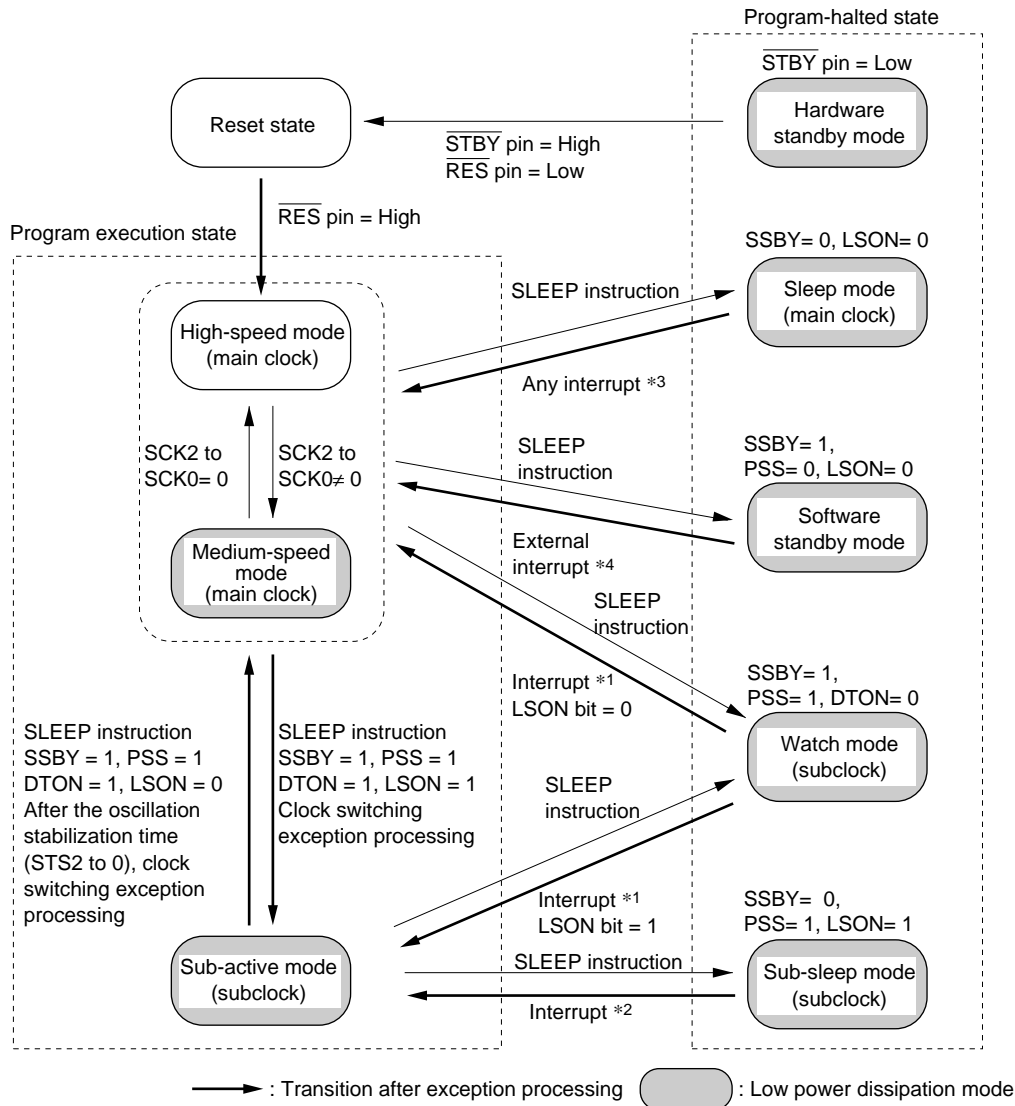 Program-halted state
STBY pin = Low
Hardware
standby mode
Reset state
STBY pin = High
RES pin = Low
RES pin = High
Program execution state
SSBY= 0, LSON= 0
Sleep mode
(main clock)
SLEEP instruction
Any interrupt *3
High-speed mode
(main clock)
SCK2 to
SCK0= 0
SCK2 to
SCK0≠ 0
SLEEP
instruction
SSBY= 1,
PSS= 0, LSON= 0
Software
standby mode
External
interrupt *4
Medium-speed
mode
(main clock)
SLEEP
instruction
Interrupt *1
LSON bit = 0
SSBY= 1,
PSS= 1, DTON= 0
Watch mode
(subclock)
SLEEP instruction
SSBY = 1, PSS = 1
DTON = 1, LSON = 0
After the oscillation
stabilization time
(STS2 to 0), clock
switching exception
processing
SLEEP instruction
SSBY = 1, PSS = 1
DTON = 1, LSON = 1
Clock switching
exception processing
SLEEP
instruction
Interrupt *1
LSON bit = 1
SSBY= 0,
PSS= 1, LSON= 1
Sub-active mode
(subclock)
SLEEP instruction
Interrupt *2
Sub-sleep mode
(subclock)
: Transition after exception processing
: Low power dissipation mode